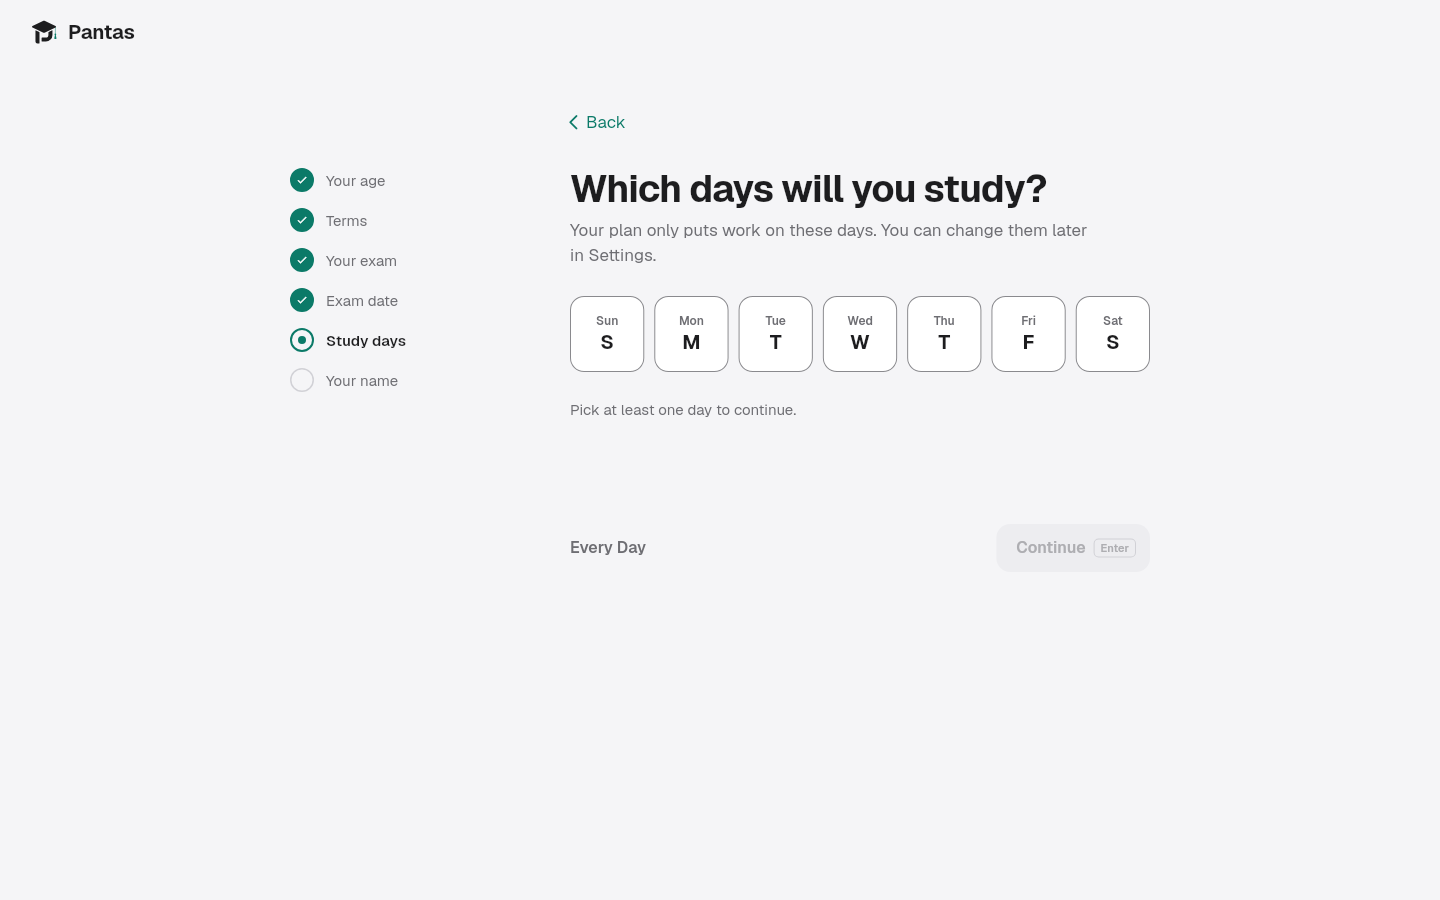 Pantas
Back
Your age
Terms
Your exam
Exam date
Study days
Your name
Which days will you study?
Your plan only puts work on these days. You can change them later
in Settings.
Sun Mon Tue Wed Thu Fri Sat
S M T W T F S
Pick at least one day to continue.
Every Day
Continue Enter